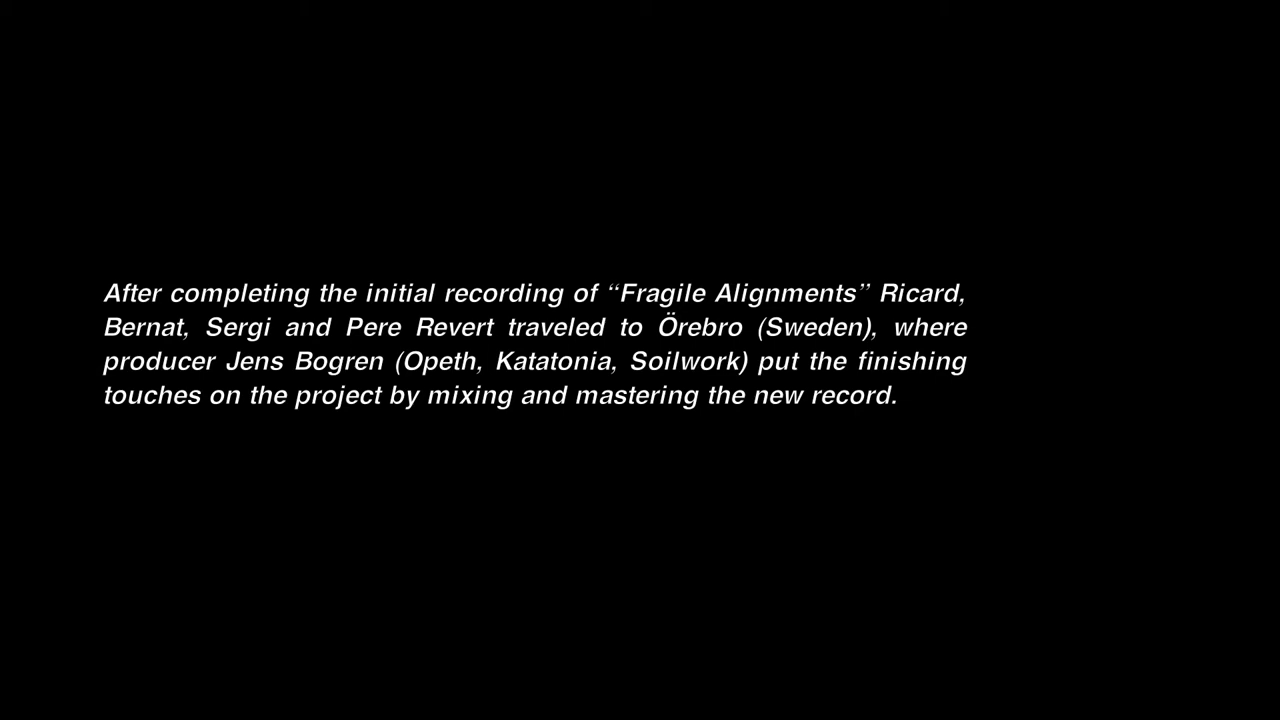 After completing the initial recording of “Fragile Alignments” Ricard,
Bernat, Sergi and Pere Revert traveled to Örebro (Sweden), where
producer Jens Bogren (Opeth, Katatonia, Soilwork) put the finishing
touches on the project by mixing and mastering the new record.